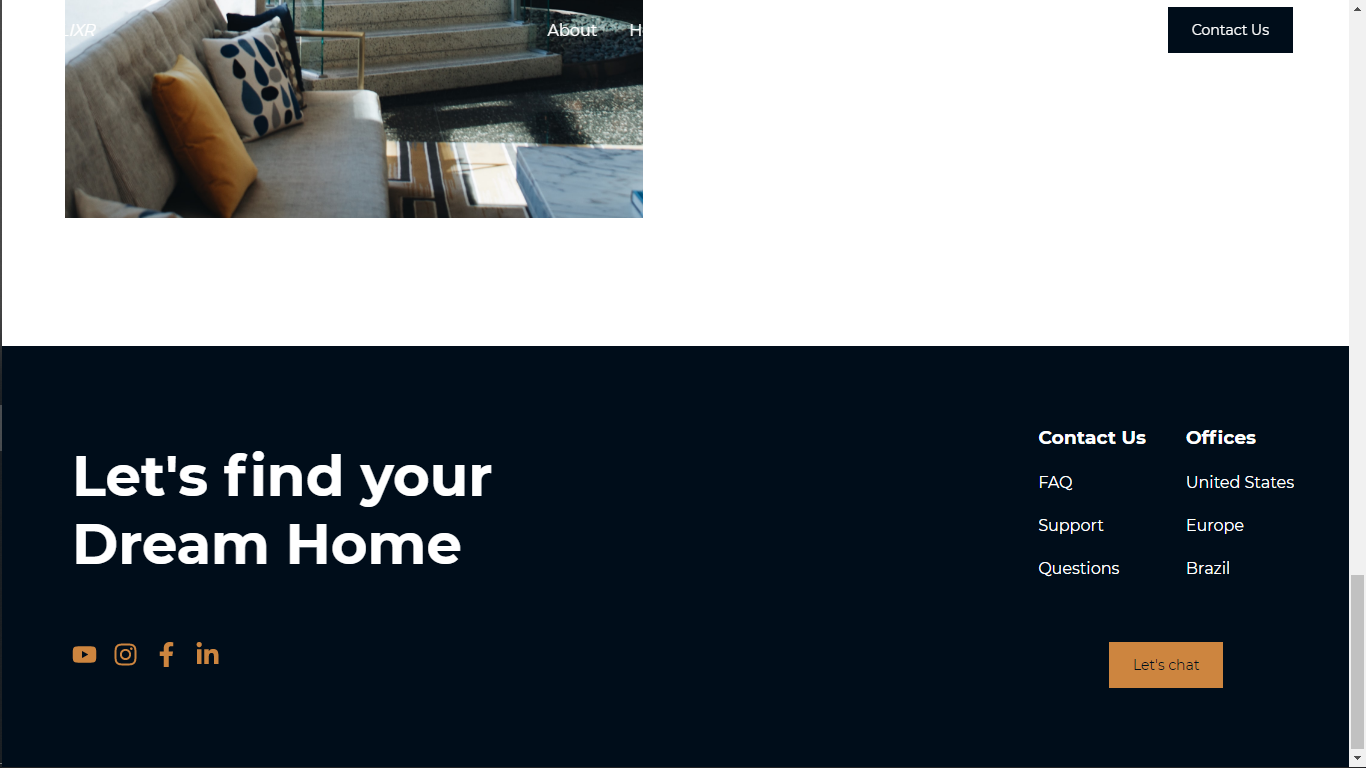 LIXR
About
Contact Us
Let's find your
Dream Home
Contact Us
FAQ
Support
Questions
Offices
United States
Europe
Brazil
Let's chat